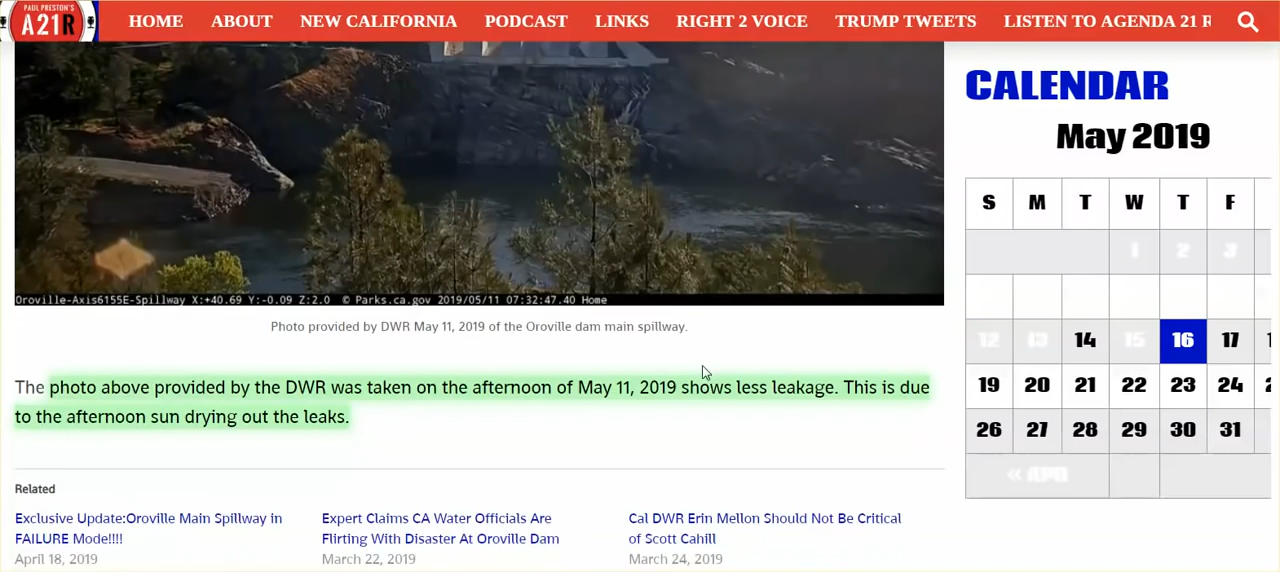 PAUL PRESTON'S
A21R
HOME ABOUT NEW CALIFORNIA PODCAST LINKS RIGHT 2 VOICE TRUMP TWEETS LISTEN TO AGENDA 21 R
Oroville-Axis6155E-Spillway X:+40.69 Y:-0.09 Z:2.0 © Parks.ca.gov 2019/05/11 07:32:47.40 Home
Photo provided by DWR May 11, 2019 of the Oroville dam main spillway.
The photo above provided by the DWR was taken on the afternoon of May 11, 2019 shows less leakage. This is due
to the afternoon sun drying out the leaks.
Related
Exclusive Update:Oroville Main Spillway in
FAILURE Mode!!!!
April 18, 2019
Expert Claims CA Water Officials Are
Flirting With Disaster At Oroville Dam
March 22, 2019
Cal DWR Erin Mellon Should Not Be Critical
of Scott Cahill
March 24, 2019
CALENDAR
May 2019
S M T W T F
1 2 3
12 13 14 15 16 17
19 20 21 22 23 24
26 27 28 29 30 31
« APR